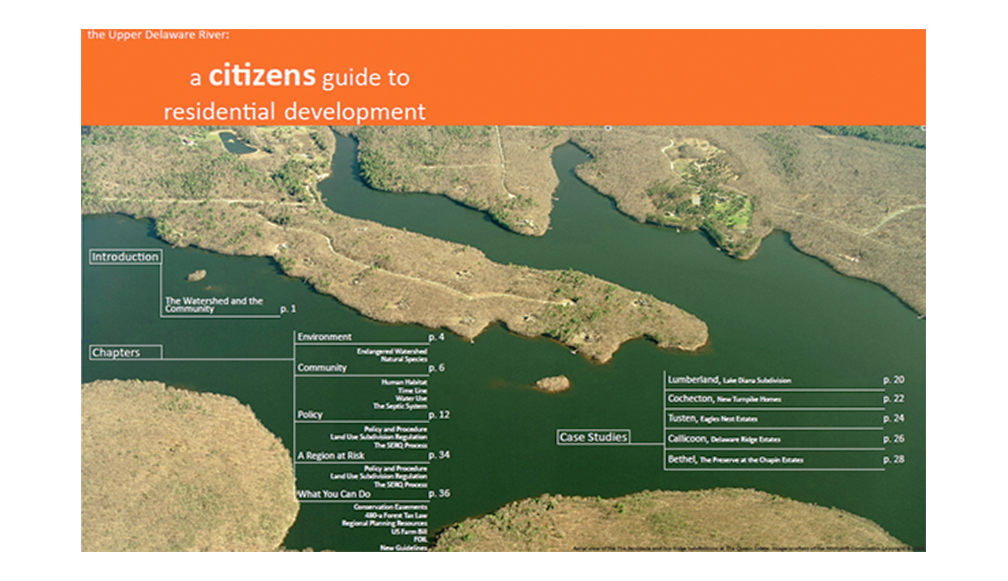 the Upper Delaware River:
a citizens guide to
residential development
Introduction
The Watershed and the
Community p. 1
Chapters
Environment p. 4
Endangered Watershed
Natural Species
Community p. 6
Human Habitat
Time Line
Water Use
The Septic System
Policy p. 12
Policy and Procedure
Land Use Subdivision Regulation
The SERQ Process
A Region at Risk p. 34
Policy and Procedure
Land Use Subdivision Regulation
The SERQ Process
What You Can Do p. 36
Conservation Easements
480-a Forest Tax Law
Regional Planning Resources
US Farm Bill
FOIL
New Guidelines
Case Studies
Lumberland, Lake Diana Subdivision p. 20
Cochecton, New Turnpike Homes p. 22
Tusten, Eagles Nest Estates p. 24
Callicoon, Delaware Ridge Estates p. 26
Bethel, The Preserve at the Chapin Estates p. 28